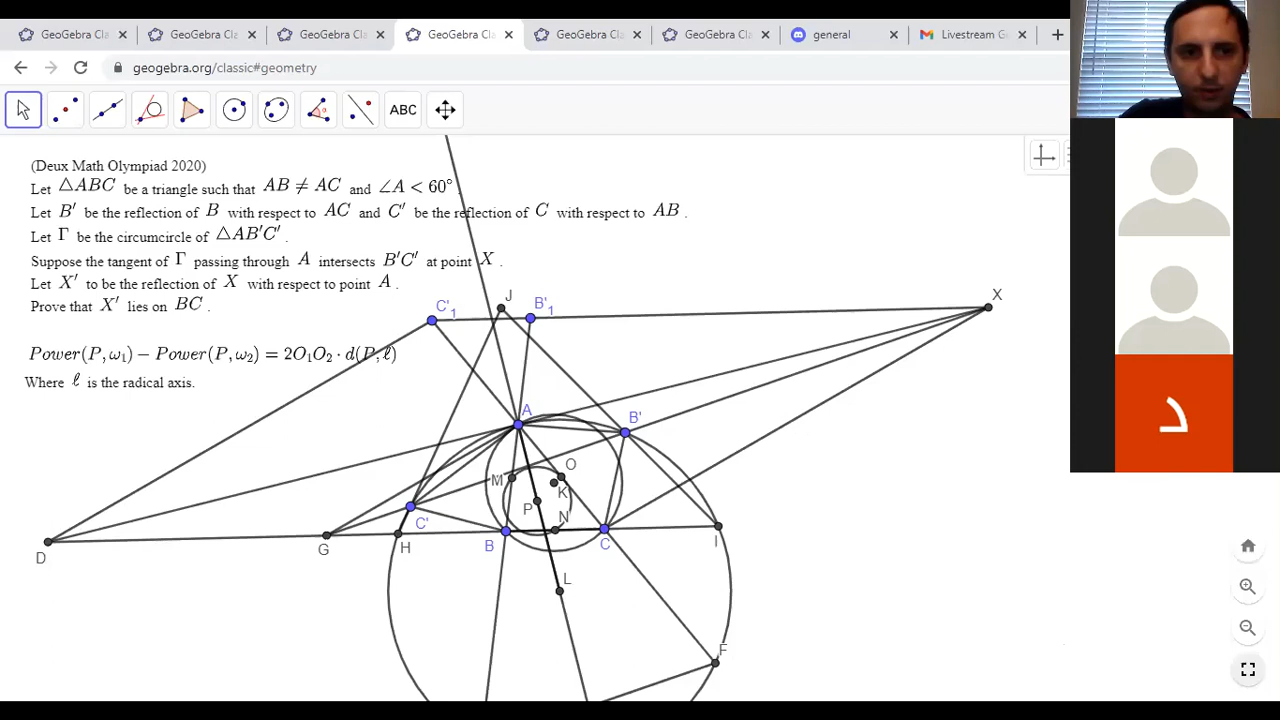 GeoGebra Cla
GeoGebra Cla
GeoGebra Cla
GeoGebra Cla
GeoGebra Cla
GeoGebra Cla
general
Livestream G
geogebra.org/classic#geometry
ABC
(Deux Math Olympiad 2020)
Let △ABC be a triangle such that AB ≠ AC and ∠A < 60°
Let B′ be the reflection of B with respect to AC and C′ be the reflection of C with respect to AB .
Let Γ be the circumcircle of △AB′C′ .
Suppose the tangent of Γ passing through A intersects B′C′ at point X .
Let X′ to be the reflection of X with respect to point A .
Prove that X′ lies on BC .
Power(P, ω₁) − Power(P, ω₂) = 2O₁O₂ · d(P, ℓ)
Where ℓ is the radical axis.
C'₁
J
B'₁
X
A
B'
M
O
K
P
C'
N
D
G
H
B
C
I
L
F
ד